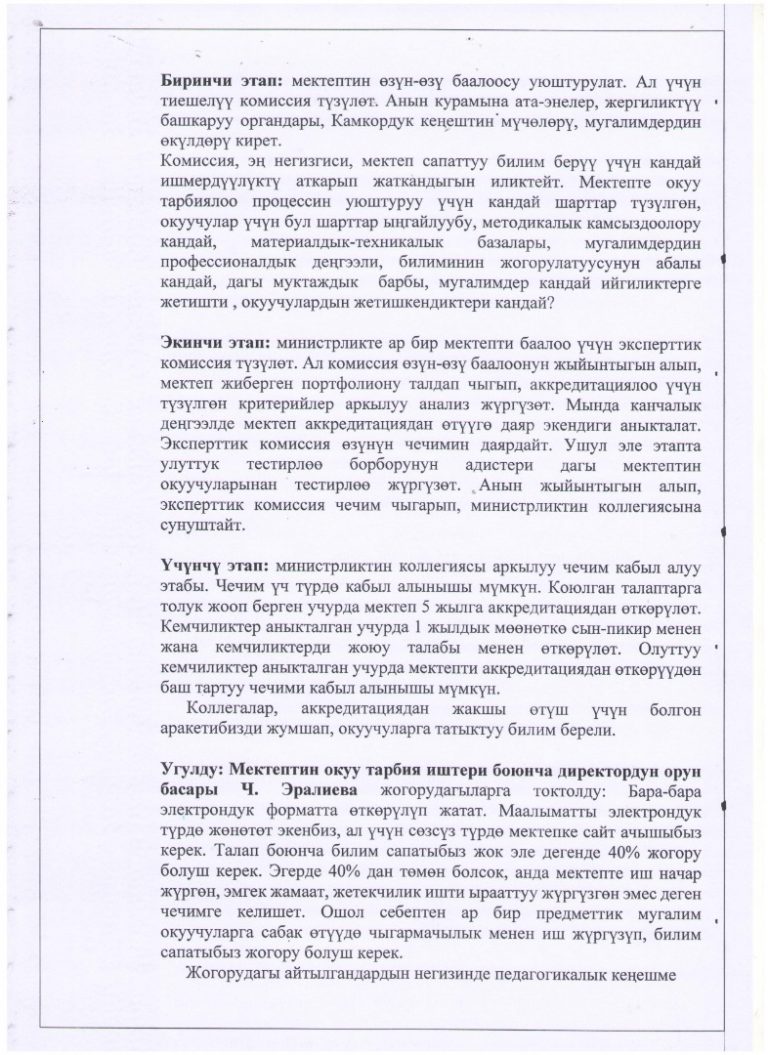 Биринчи этап: мектептин өзүн-өзү баалоосу уюштурулат. Ал үчүн
тиешелүү комиссия түзүлөт. Анын курамына ата-энелер, жергиликтүү
башкаруу органдары, Камкордук кеңештин мүчөлөрү, мугалимдердин
өкүлдөрү кирет.
Комиссия, эң негизгиси, мектеп сапаттуу билим берүү үчүн кандай
ишмердүүлүктү аткарып жаткандыгын иликтейт. Мектепте окуу
тарбиялоо процессин уюштуруу үчүн кандай шарттар түзүлгөн,
окуучулар үчүн бул шарттар ыңгайлуубу, методикалык камсыздоолору
кандай, материалдык-техникалык базалары, мугалимдердин
профессионалдык деңгээли, билиминин жогорулатуусунун абалы
кандай, дагы муктаждык барбы, мугалимдер кандай ийгиликтерге
жетишти , окуучулардын жетишкендиктери кандай?
Экинчи этап: министрликте ар бир мектепти баалоо үчүн эксперттик
комиссия түзүлөт. Ал комиссия өзүн-өзү баалоонун жыйынтыгын алып,
мектеп жиберген портфолиону талдап чыгып, аккредитациялоо үчүн
түзүлгөн критерийлер аркылуу анализ жүргүзөт. Мында канчалык
деңгээлде мектеп аккредитациядан өтүүгө даяр экендиги аныкталат.
Эксперттик комиссия өзүнүн чечимин даярдайт. Ушул эле этапта
улуттук тестирлөө борборунун адистери дагы мектептин
окуучуларынан тестирлөө жүргүзөт. Анын жыйынтыгын алып,
эксперттик комиссия чечим чыгарып, министрликтин коллегиясына
сунуштайт.
Үчүнчү этап: министрликтин коллегиясы аркылуу чечим кабыл алуу
этабы. Чечим үч түрдө кабыл алынышы мүмкүн. Коюлган талаптарга
толук жооп берген учурда мектеп 5 жылга аккредитациядан өткөрүлөт.
Кемчиликтер аныкталган учурда 1 жылдык мөөнөткө сын-пикир менен
жана кемчиликтерди жоюу талабы менен өткөрүлөт. Олуттуу
кемчиликтер аныкталган учурда мектепти аккредитациядан өткөрүүдөн
баш тартуу чечими кабыл алынышы мүмкүн.
Коллегалар, аккредитациядан жакшы өтүш үчүн болгон
аракетибизди жумшап, окуучуларга татыктуу билим берели.
Угулду: Мектептин окуу тарбия иштери боюнча директордун орун
басары Ч. Эралиева жогорудагыларга токтолду: Бара-бара
электрондук форматта өткөрүлүп жатат. Маалыматты электрондук
түрдө жөнөтөт экенбиз, ал үчүн сөзсүз түрдө мектепке сайт ачышыбыз
керек. Талап боюнча билим сапатыбыз жок эле дегенде 40% жогору
болуш керек. Эгерде 40% дан төмөн болсок, анда мектепте иш начар
жүргөн, эмгек жамаат, жетекчилик ишти ырааттуу жүргүзгөн эмес деген
чечимге келишет. Ошол себептен ар бир предметтик мугалим
окуучуларга сабак өтүүдө чыгармачылык менен иш жүргүзүп, билим
сапатыбыз жогору болуш керек.
Жогорудагы айтылгандардын негизинде педагогикалык кеңешме